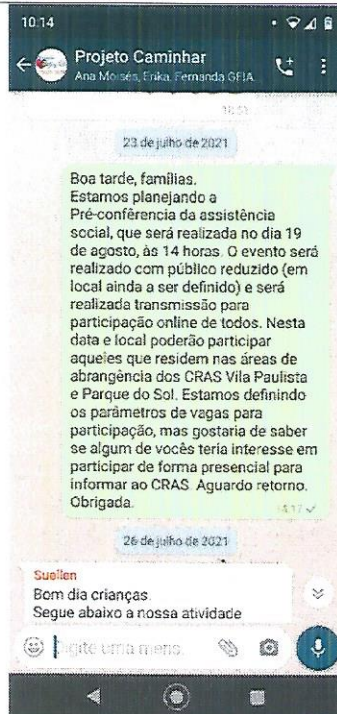 10:14
Projeto Caminhar
Ana Moisés, Erika, Fernanda GEIA,
23 de julho de 2021
Boa tarde, famílias.
Estamos planejando a
Pré-confêrencia da assistência
social, que será realizada no dia 19
de agosto, às 14 horas. O evento será
realizado com público reduzido (em
local ainda a ser definido) e será
realizada transmissão para
participação online de todos. Nesta
data e local poderão participar
aqueles que residem nas áreas de
abrangência dos CRAS Vila Paulista
e Parque do Sol. Estamos definindo
os parâmetros de vagas para
participação, mas gostaria de saber
se algum de vocês teria interesse em
participar de forma presencial para
informar ao CRAS. Aguardo retorno.
Obrigada.
14:17
26 de julho de 2021
Suellen
Bom dia crianças.
Segue abaixo a nossa atividade
Digite uma mens.